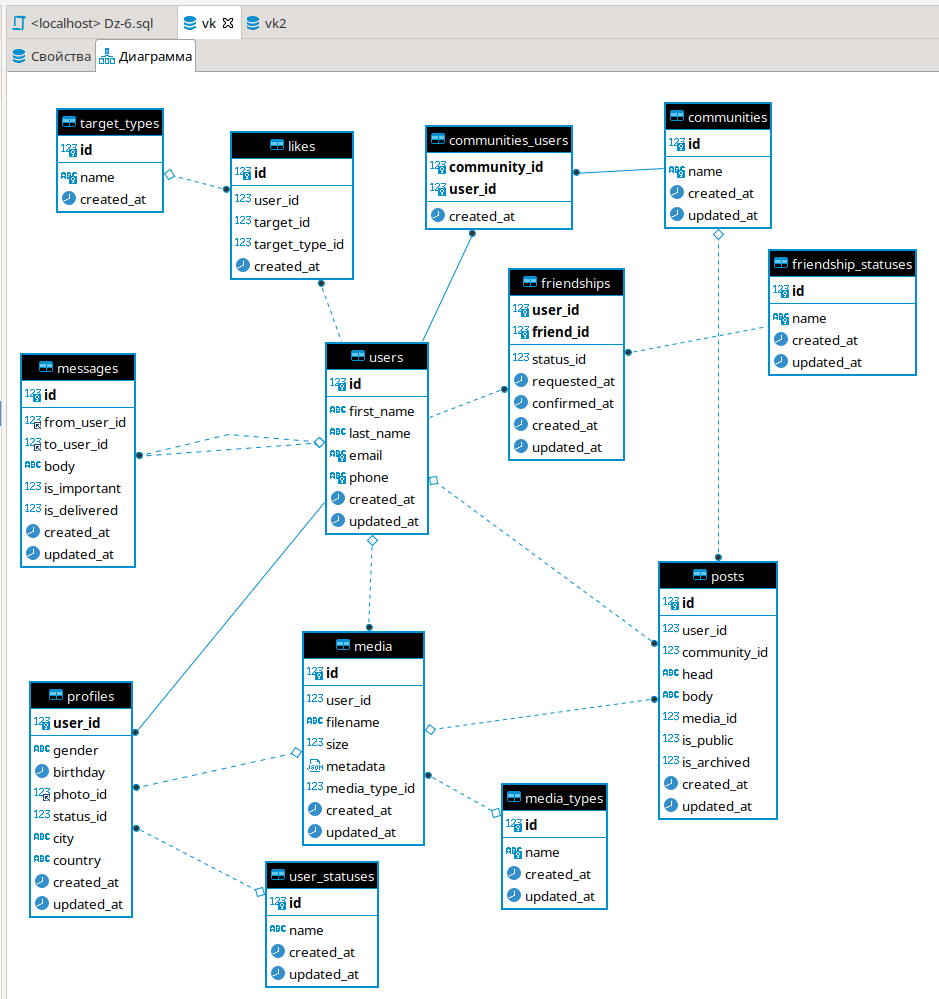 <localhost> Dz-6.sql
vk
vk2
Свойства
Диаграмма
target_types
id
name
created_at
likes
id
user_id
target_id
target_type_id
created_at
communities_users
community_id
user_id
created_at
communities
id
name
created_at
updated_at
friendships
user_id
friend_id
status_id
requested_at
confirmed_at
created_at
updated_at
friendship_statuses
id
name
created_at
updated_at
messages
id
from_user_id
to_user_id
body
is_important
is_delivered
created_at
updated_at
users
id
first_name
last_name
email
phone
created_at
updated_at
posts
id
user_id
community_id
head
body
media_id
is_public
is_archived
created_at
updated_at
media
id
user_id
filename
size
metadata
media_type_id
created_at
updated_at
profiles
user_id
gender
birthday
photo_id
status_id
city
country
created_at
updated_at
media_types
id
name
created_at
updated_at
user_statuses
id
name
created_at
updated_at